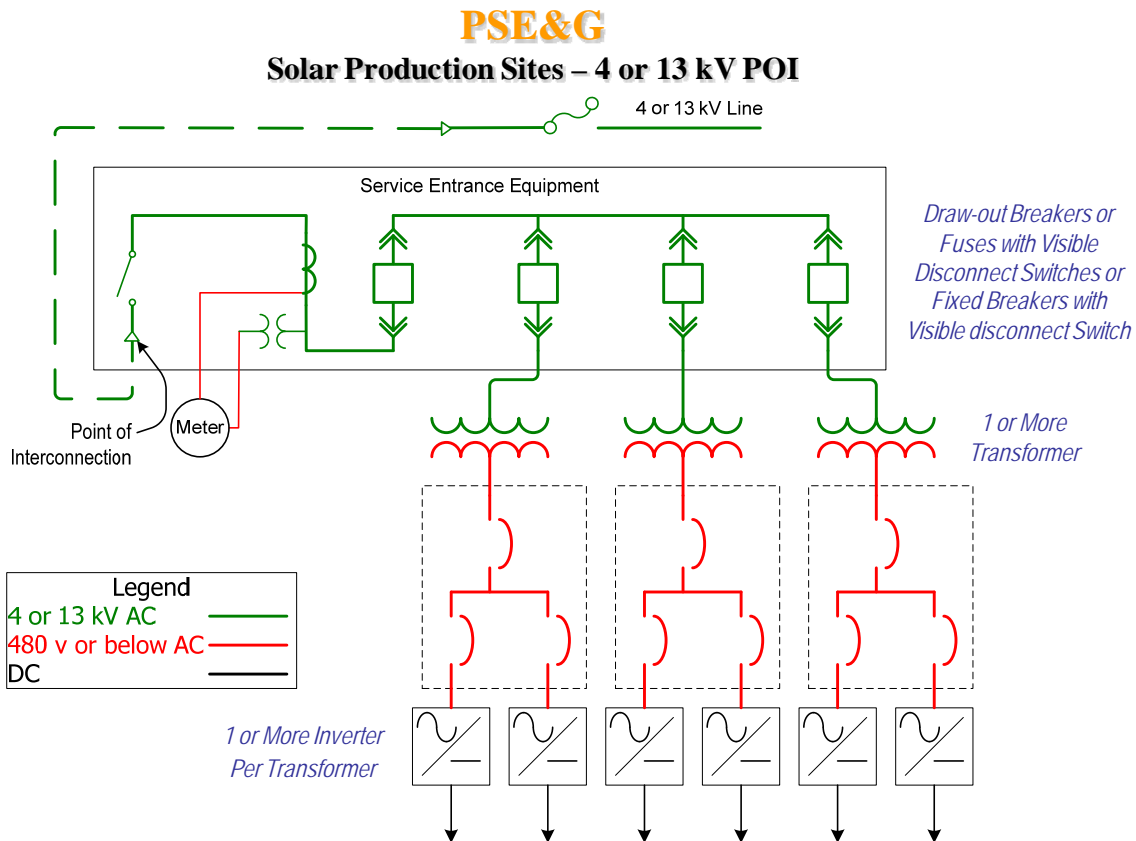 PSE&G
Solar Production Sites – 4 or 13 kV POI
4 or 13 kV Line
Service Entrance Equipment
Draw-out Breakers or
Fuses with Visible
Disconnect Switches or
Fixed Breakers with
Visible disconnect Switch
Point of
Interconnection
Meter
1 or More
Transformer
Legend
4 or 13 kV AC
480 v or below AC
DC
1 or More Inverter
Per Transformer